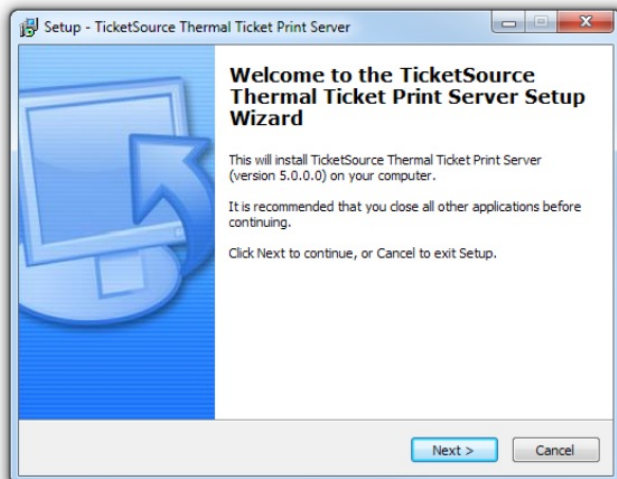 Setup - TicketSource Thermal Ticket Print Server
Welcome to the TicketSource
Thermal Ticket Print Server Setup
Wizard
This will install TicketSource Thermal Ticket Print Server
(version 5.0.0.0) on your computer.
It is recommended that you close all other applications before
continuing.
Click Next to continue, or Cancel to exit Setup.
Next >
Cancel